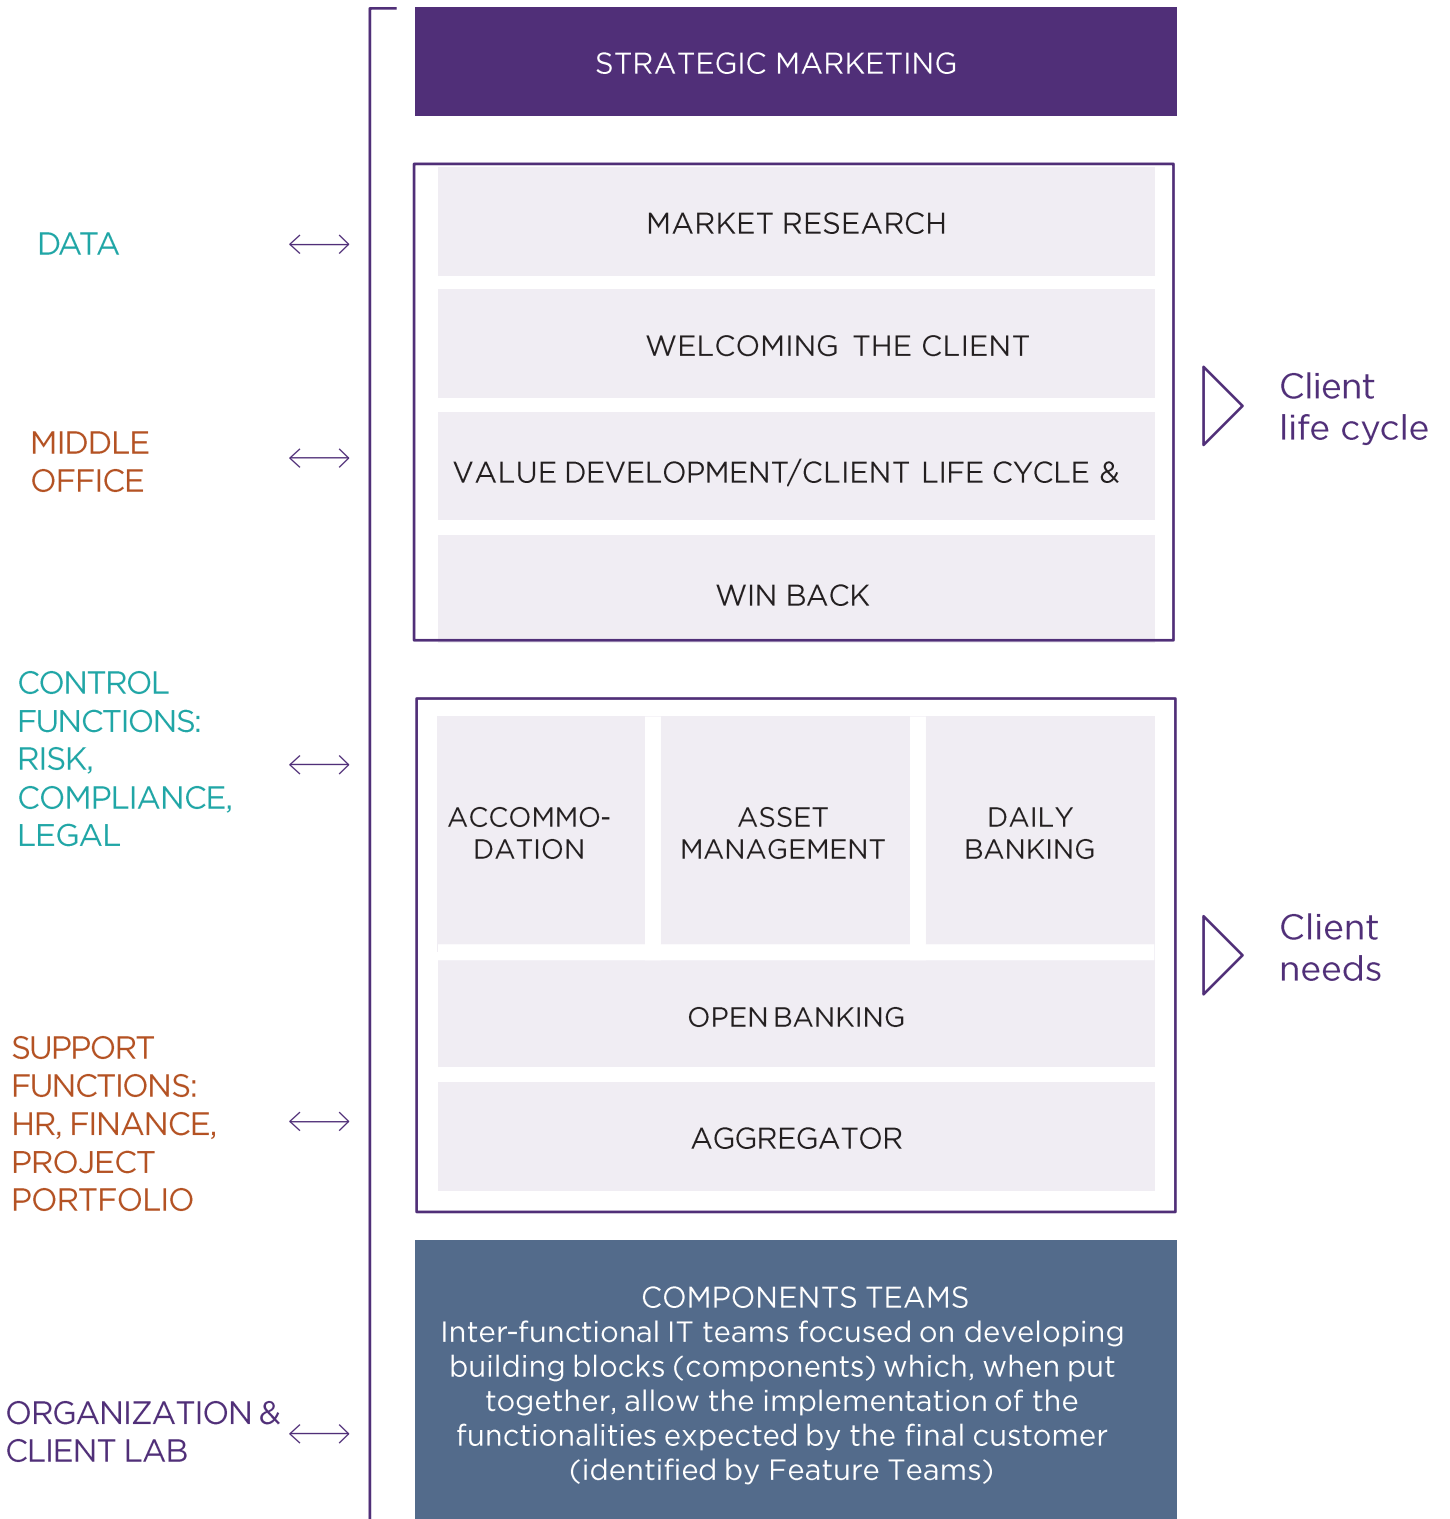 STRATEGIC MARKETING
DATA
MARKET RESEARCH
WELCOMING THE CLIENT
Client
life cycle
MIDDLE
OFFICE
VALUE DEVELOPMENT/CLIENT LIFE CYCLE &
WIN BACK
CONTROL
FUNCTIONS:
RISK,
COMPLIANCE,
LEGAL
ACCOMMO-
DATION
ASSET
MANAGEMENT
DAILY
BANKING
Client
needs
OPEN BANKING
SUPPORT
FUNCTIONS:
HR, FINANCE,
PROJECT
PORTFOLIO
AGGREGATOR
ORGANIZATION &
CLIENT LAB
COMPONENTS TEAMS
Inter-functional IT teams focused on developing
building blocks (components) which, when put
together, allow the implementation of the
functionalities expected by the final customer
(identified by Feature Teams)